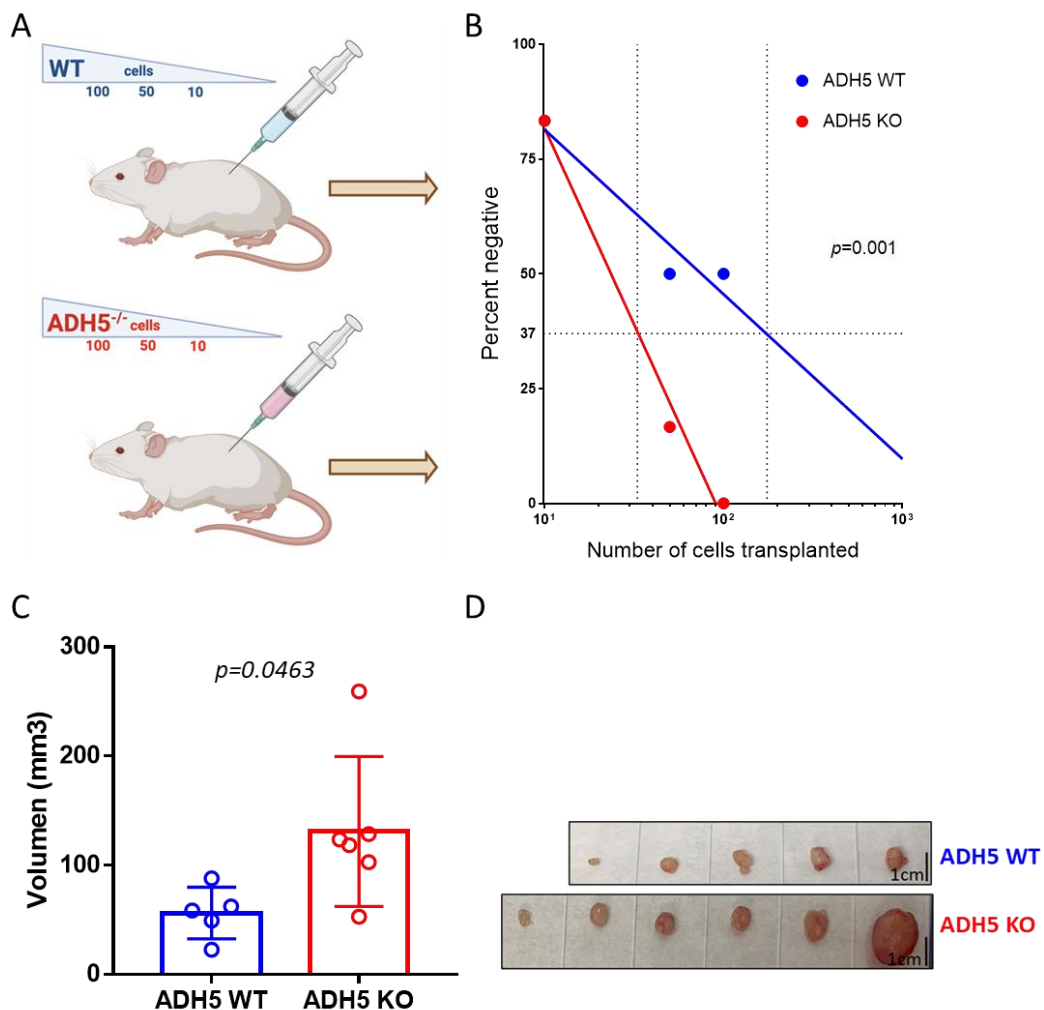 A
WT cells
100 50 10
ADH5-/- cells
100 50 10
B
100
75
50
37
25
0
10¹ 10² 10³
Percent negative
Number of cells transplanted
ADH5 WT
ADH5 KO
p=0.001
C
300
200
100
0
Volumen (mm3)
p=0.0463
ADH5 WT ADH5 KO
D
1cm
ADH5 WT
1cm
ADH5 KO